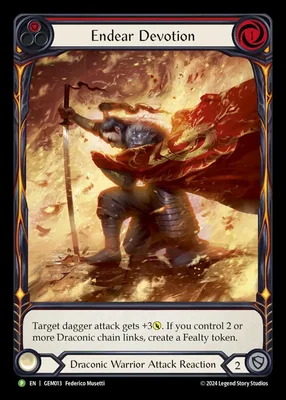 Endear Devotion
Target dagger attack gets +3. If you control 2 or
more Draconic chain links, create a Fealty token.
Draconic Warrior Attack Reaction
2
P EN | GEM013 Federico Musetti
© 2024 Legend Story Studios